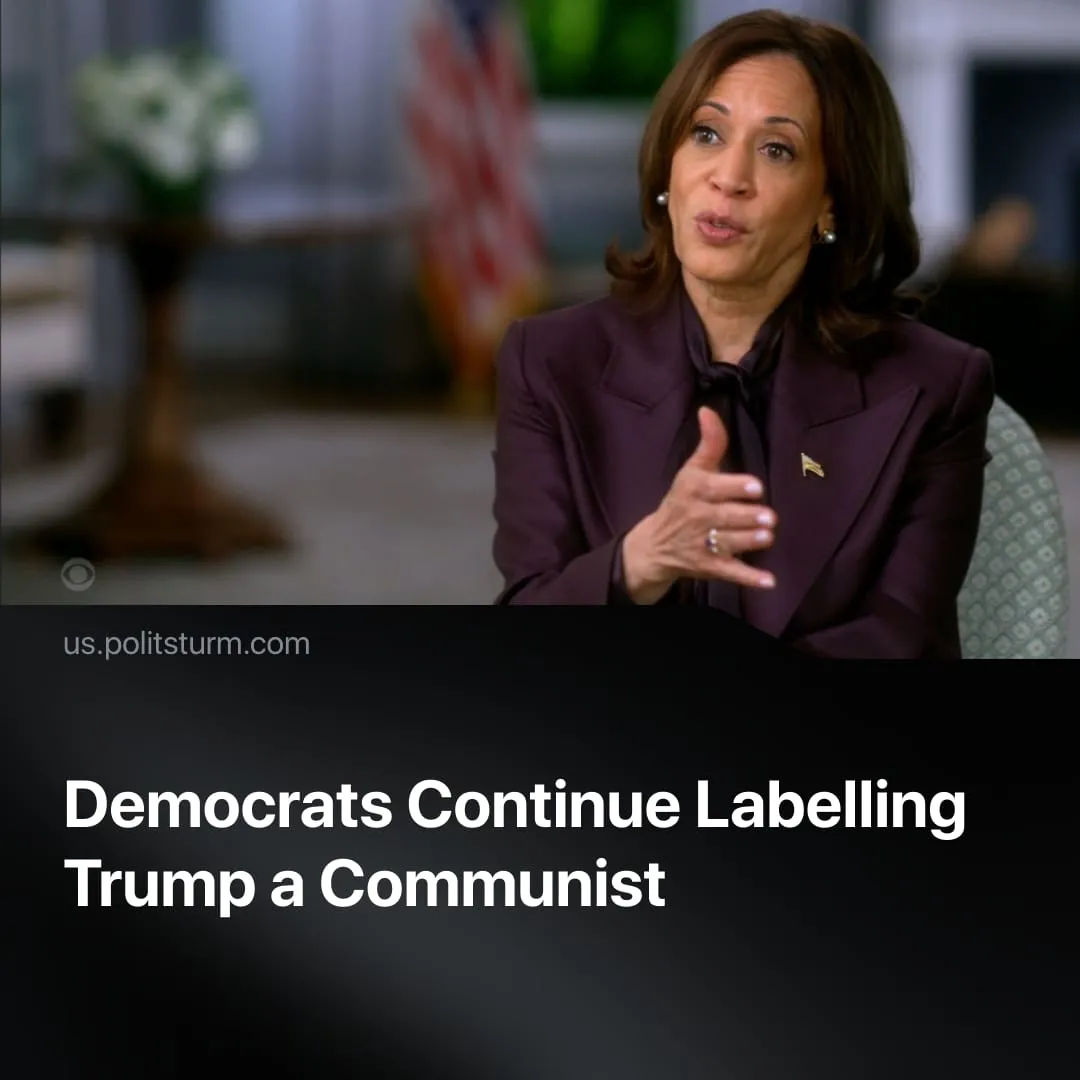 us.politsturm.com
Democrats Continue Labelling
Trump a Communist